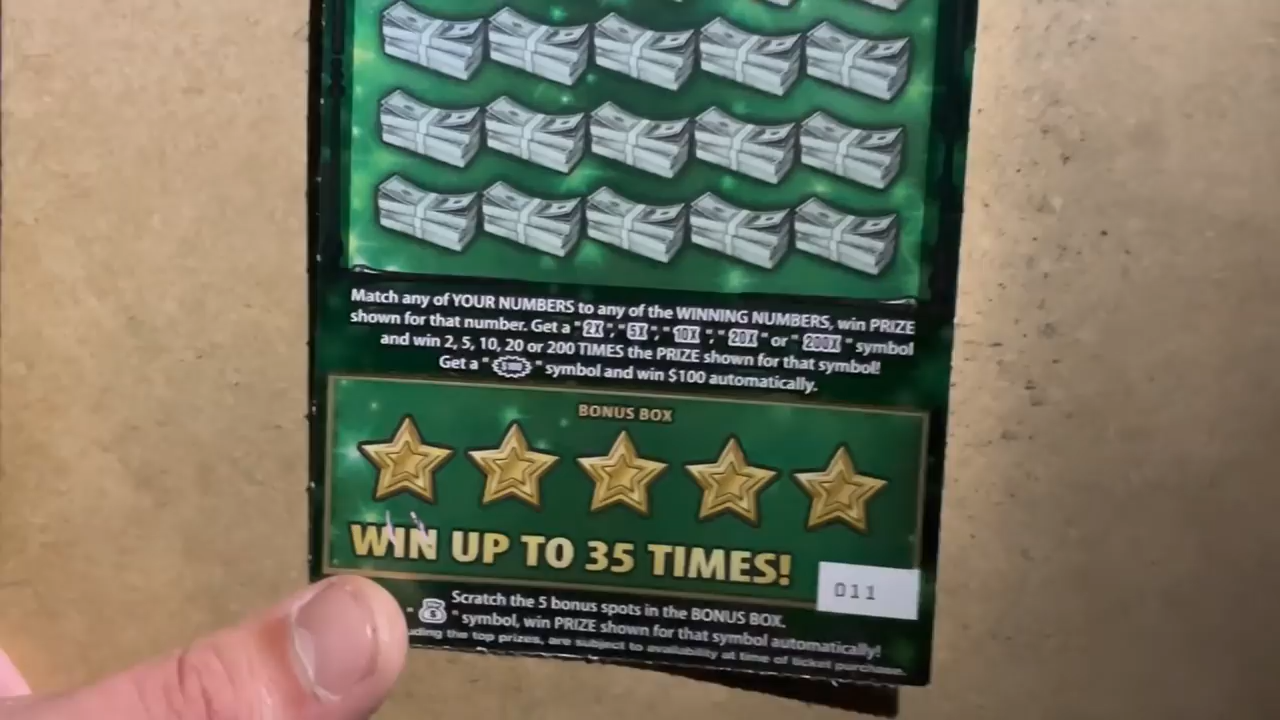 Match any of YOUR NUMBERS to any of the WINNING NUMBERS, win PRIZE
shown for that number. Get a "2X", "5X", "10X", "20X" or "200X" symbol
and win 2, 5, 10, 20 or 200 TIMES the PRIZE shown for that symbol!
Get a " " symbol and win $100 automatically.
BONUS BOX
WIN UP TO 35 TIMES!
011
Scratch the 5 bonus spots in the BONUS BOX.
" $ " symbol, win PRIZE shown for that symbol automatically!
the top prizes, are subject to availability at time of ticket purchase.